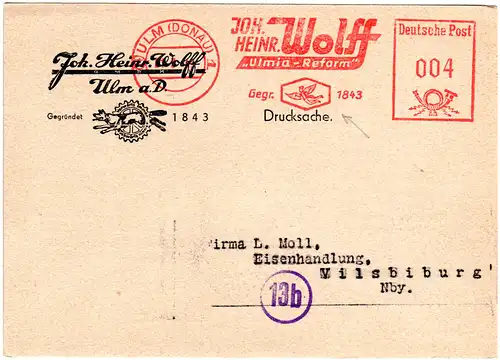 Joh. Heinr. Wolff
Ulm a.D.
Gegründet 1843
ULM (DONAU) 1
JOH.
HEINR. Wolff
„Ulmia-Reform"
Gegr. 1843
Deutsche Post
004
Drucksache.
Firma L. Moll,
Eisenhandlung,
Vilsbiburg
Nby.
13b